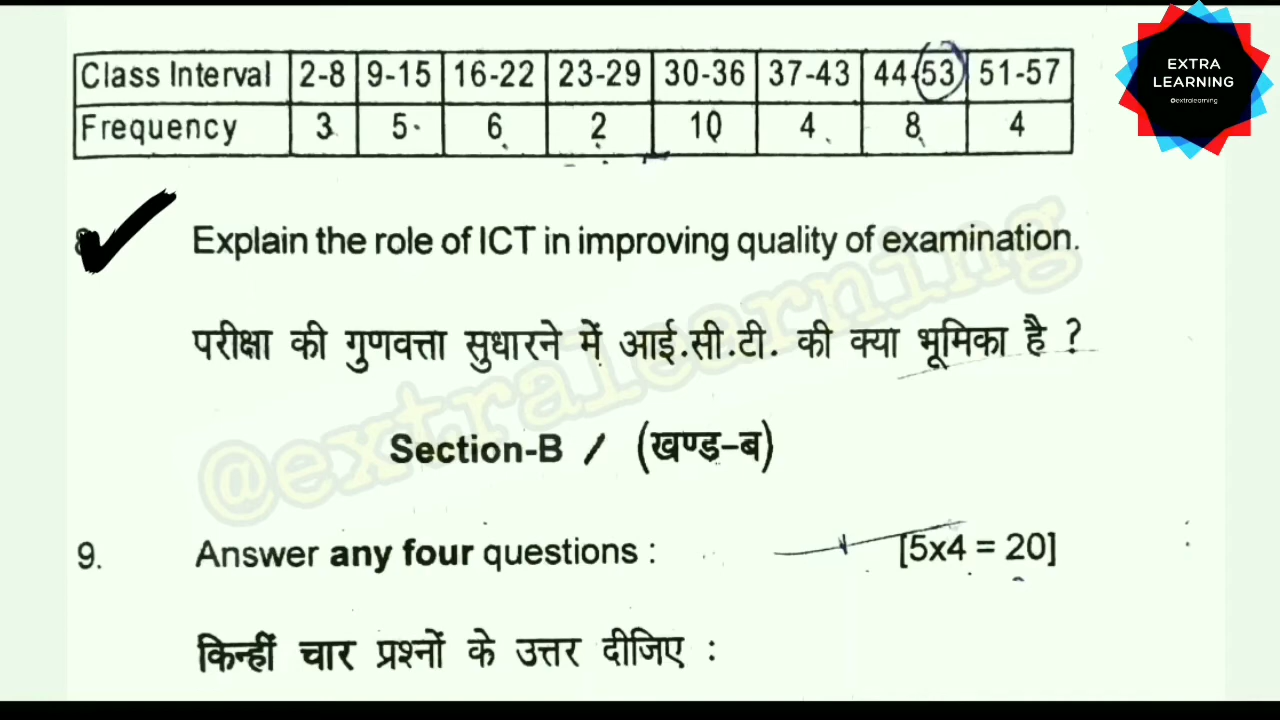 Class Interval 2-8 9-15 16-22 23-29 30-36 37-43 44-53 51-57
Frequency 3 5 6 2 10 4 8 4
EXTRA
LEARNING
@extralearning
Explain the role of ICT in improving quality of examination.
परीक्षा की गुणवत्ता सुधारने में आई.सी.टी. की क्या भूमिका है ?
@extralearning
Section-B / (खण्ड-ब)
9. Answer any four questions : [5x4 = 20]
किन्हीं चार प्रश्नों के उत्तर दीजिए :